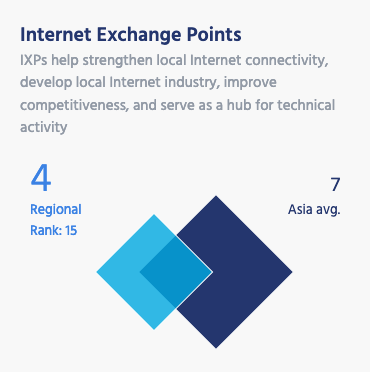 Internet Exchange Points
IXPs help strengthen local Internet connectivity,
develop local Internet industry, improve
competitiveness, and serve as a hub for technical
activity
4
Regional
Rank: 15
7
Asia avg.